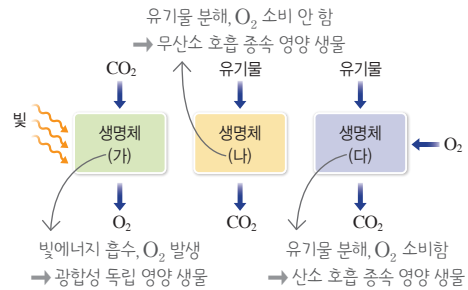 유기물 분해, O₂ 소비 안 함
➡ 무산소 호흡 종속 영양 생물
CO₂
유기물
유기물
빛
생명체
(가)
생명체
(나)
생명체
(다)
O₂
O₂
CO₂
CO₂
빛에너지 흡수, O₂ 발생
➡ 광합성 독립 영양 생물
유기물 분해, O₂ 소비함
➡ 산소 호흡 종속 영양 생물